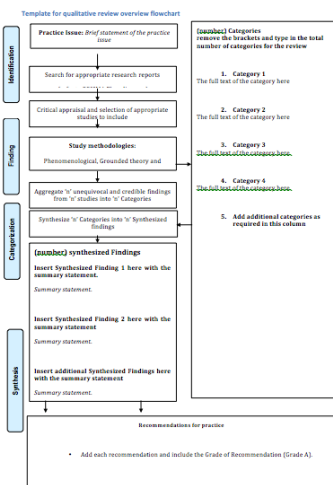 Template for qualitative review overview flowchart
Identification
Practice Issue: Brief statement of the practice
issue
Search for appropriate research reports
Critical appraisal and selection of appropriate
studies to include
Finding
Study methodologies:
Phenomenological, Grounded theory and
Aggregate 'n' unequivocal and credible findings
from 'n' studies into 'n' Categories
Categorization
Synthesize 'n' Categories into 'n' Synthesized
findings
(number) synthesized Findings
Insert Synthesized Finding 1 here with the
summary statement.
Summary statement.
Insert Synthesized Finding 2 here with the
summary statement
Summary statement.
Synthesis
Insert additional Synthesized Findings here
with the summary statement
Summary statement.
(number) Categories
remove the brackets and type in the total
number of categories for the review
1. Category 1
The full text of the category here
2. Category 2
The full text of the category here
3. Category 3
The full text of the category here
4. Category 4
The full text of the category here
5. Add additional categories as
required in this column
Recommendations for practice
• Add each recommendation and include the Grade of Recommendation (Grade A).